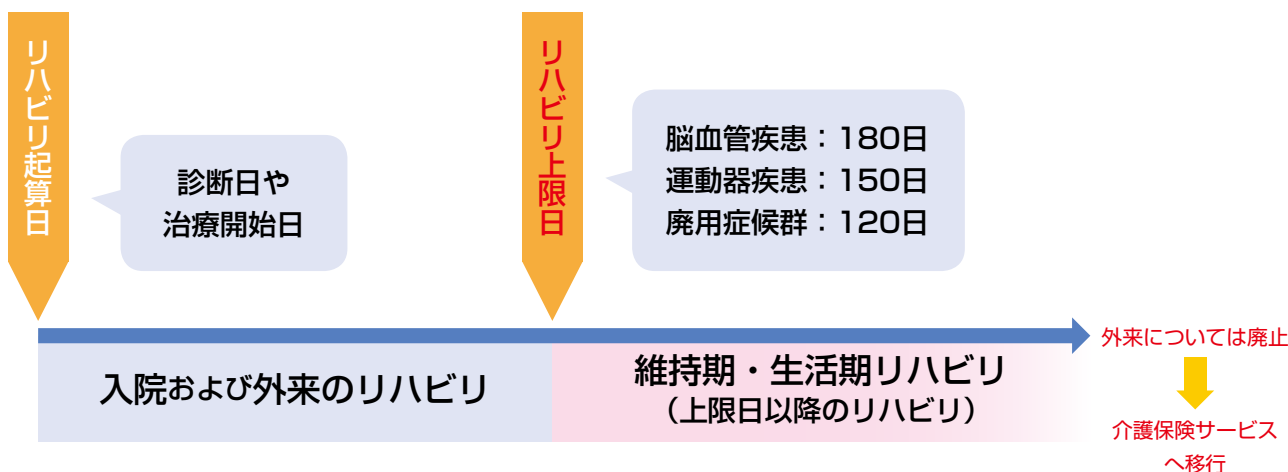 リハビリ起算日
診断日や
治療開始日
リハビリ上限日
脳血管疾患：180日
運動器疾患：150日
廃用症候群：120日
入院および外来のリハビリ
維持期・生活期リハビリ
（上限日以降のリハビリ）
外来については廃止
介護保険サービス
へ移行